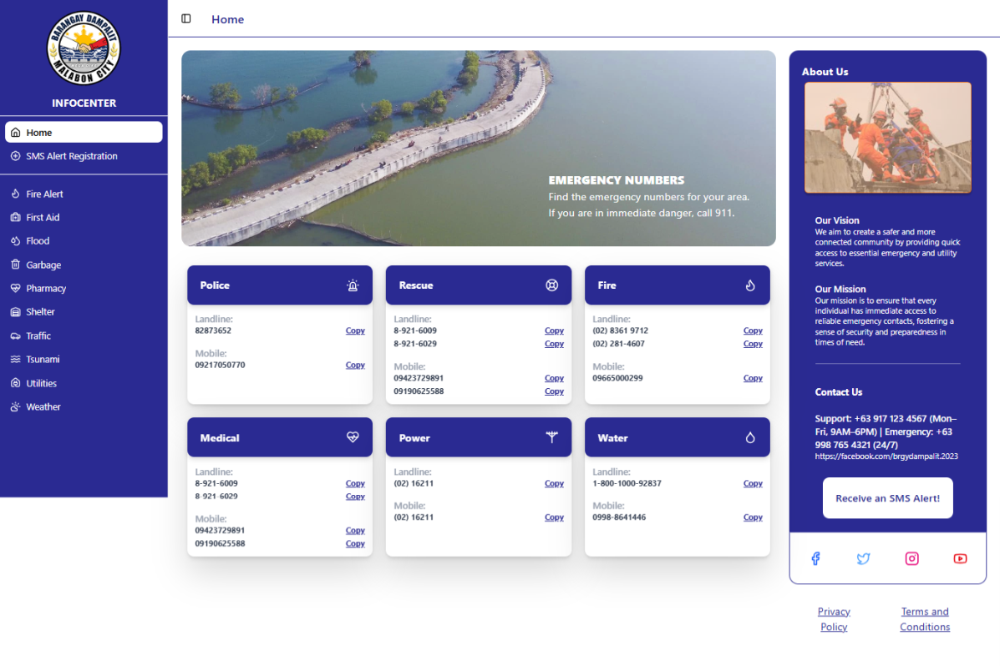 BARANGAY DAMPALIT
MALABON CITY
INFOCENTER
Home
SMS Alert Registration
Fire Alert
First Aid
Flood
Garbage
Pharmacy
Shelter
Traffic
Tsunami
Utilities
Weather
Home
EMERGENCY NUMBERS
Find the emergency numbers for your area.
If you are in immediate danger, call 911.
Police
Landline:
82873652 Copy
Mobile:
09217050770 Copy
Rescue
Landline:
8-921-6009 Copy
8-921-6029 Copy
Mobile:
09423729891 Copy
09190625588 Copy
Fire
Landline:
(02) 8361 9712 Copy
(02) 281-4607 Copy
Mobile:
09665000299 Copy
Medical
Landline:
8-921-6009 Copy
8-921-6029 Copy
Mobile:
09423729891 Copy
09190625588 Copy
Power
Landline:
(02) 16211 Copy
Mobile:
(02) 16211 Copy
Water
Landline:
1-800-1000-92837 Copy
Mobile:
0998-8641446 Copy
About Us
Our Vision
We aim to create a safer and more
connected community by providing quick
access to essential emergency and utility
services.
Our Mission
Our mission is to ensure that every
individual has immediate access to
reliable emergency contacts, fostering a
sense of security and preparedness in
times of need.
Contact Us
Support: +63 917 123 4567 (Mon–
Fri, 9AM–6PM) | Emergency: +63
998 765 4321 (24/7)
https://facebook.com/brgydampalit.2023
Receive an SMS Alert!
Privacy
Policy
Terms and
Conditions